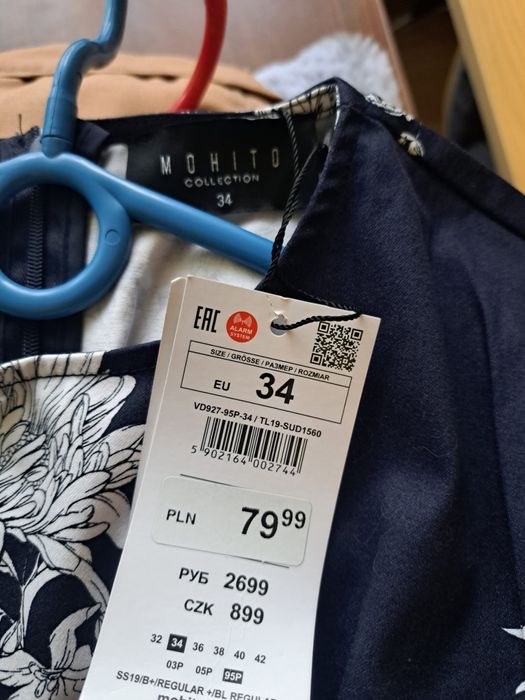 MOHITO
COLLECTION
34
EAC
ALARM
SYSTEM
SIZE / GRÖSSE / РАЗМЕР / ROZMIAR
EU 34
VD927-95P-34 / TL19-SUD1560
5 902164 002744
PLN 79 99
РУБ 2699
CZK 899
32 34 36 38 40 42
03P 05P 95P
SS19/B+/REGULAR +/BL REGULAR